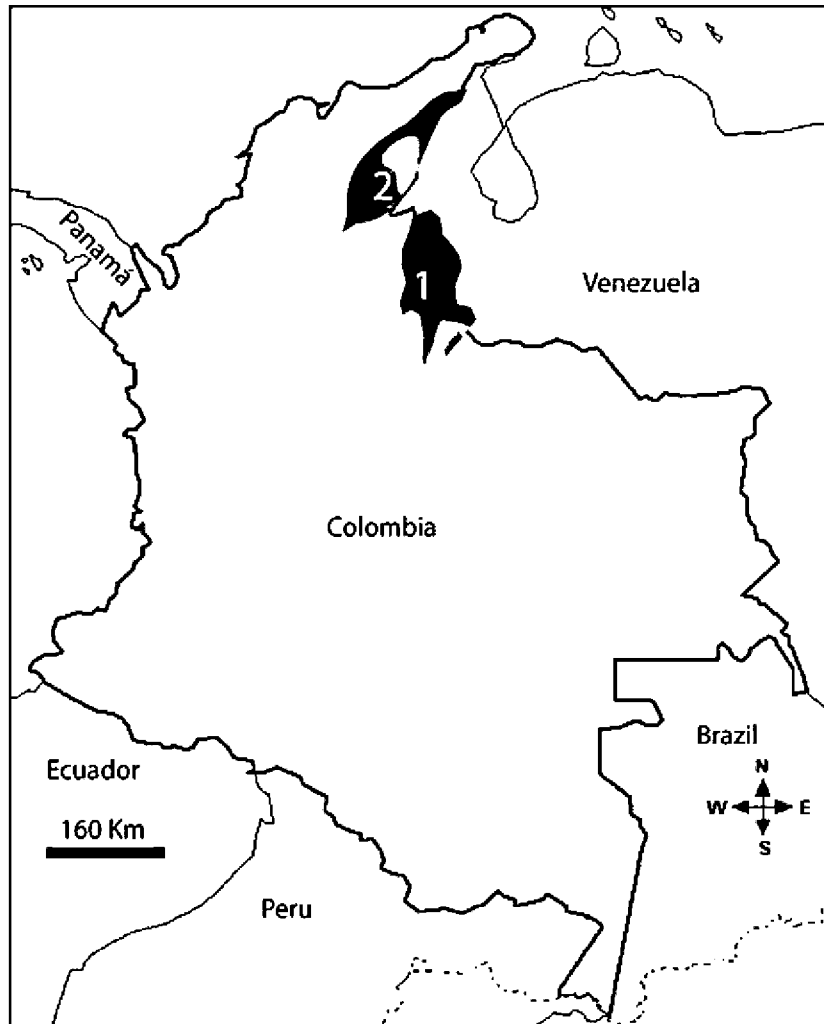 2
Panamá
1
Venezuela
Colombia
Brazil
Ecuador
N
W E
S
160 Km
Peru